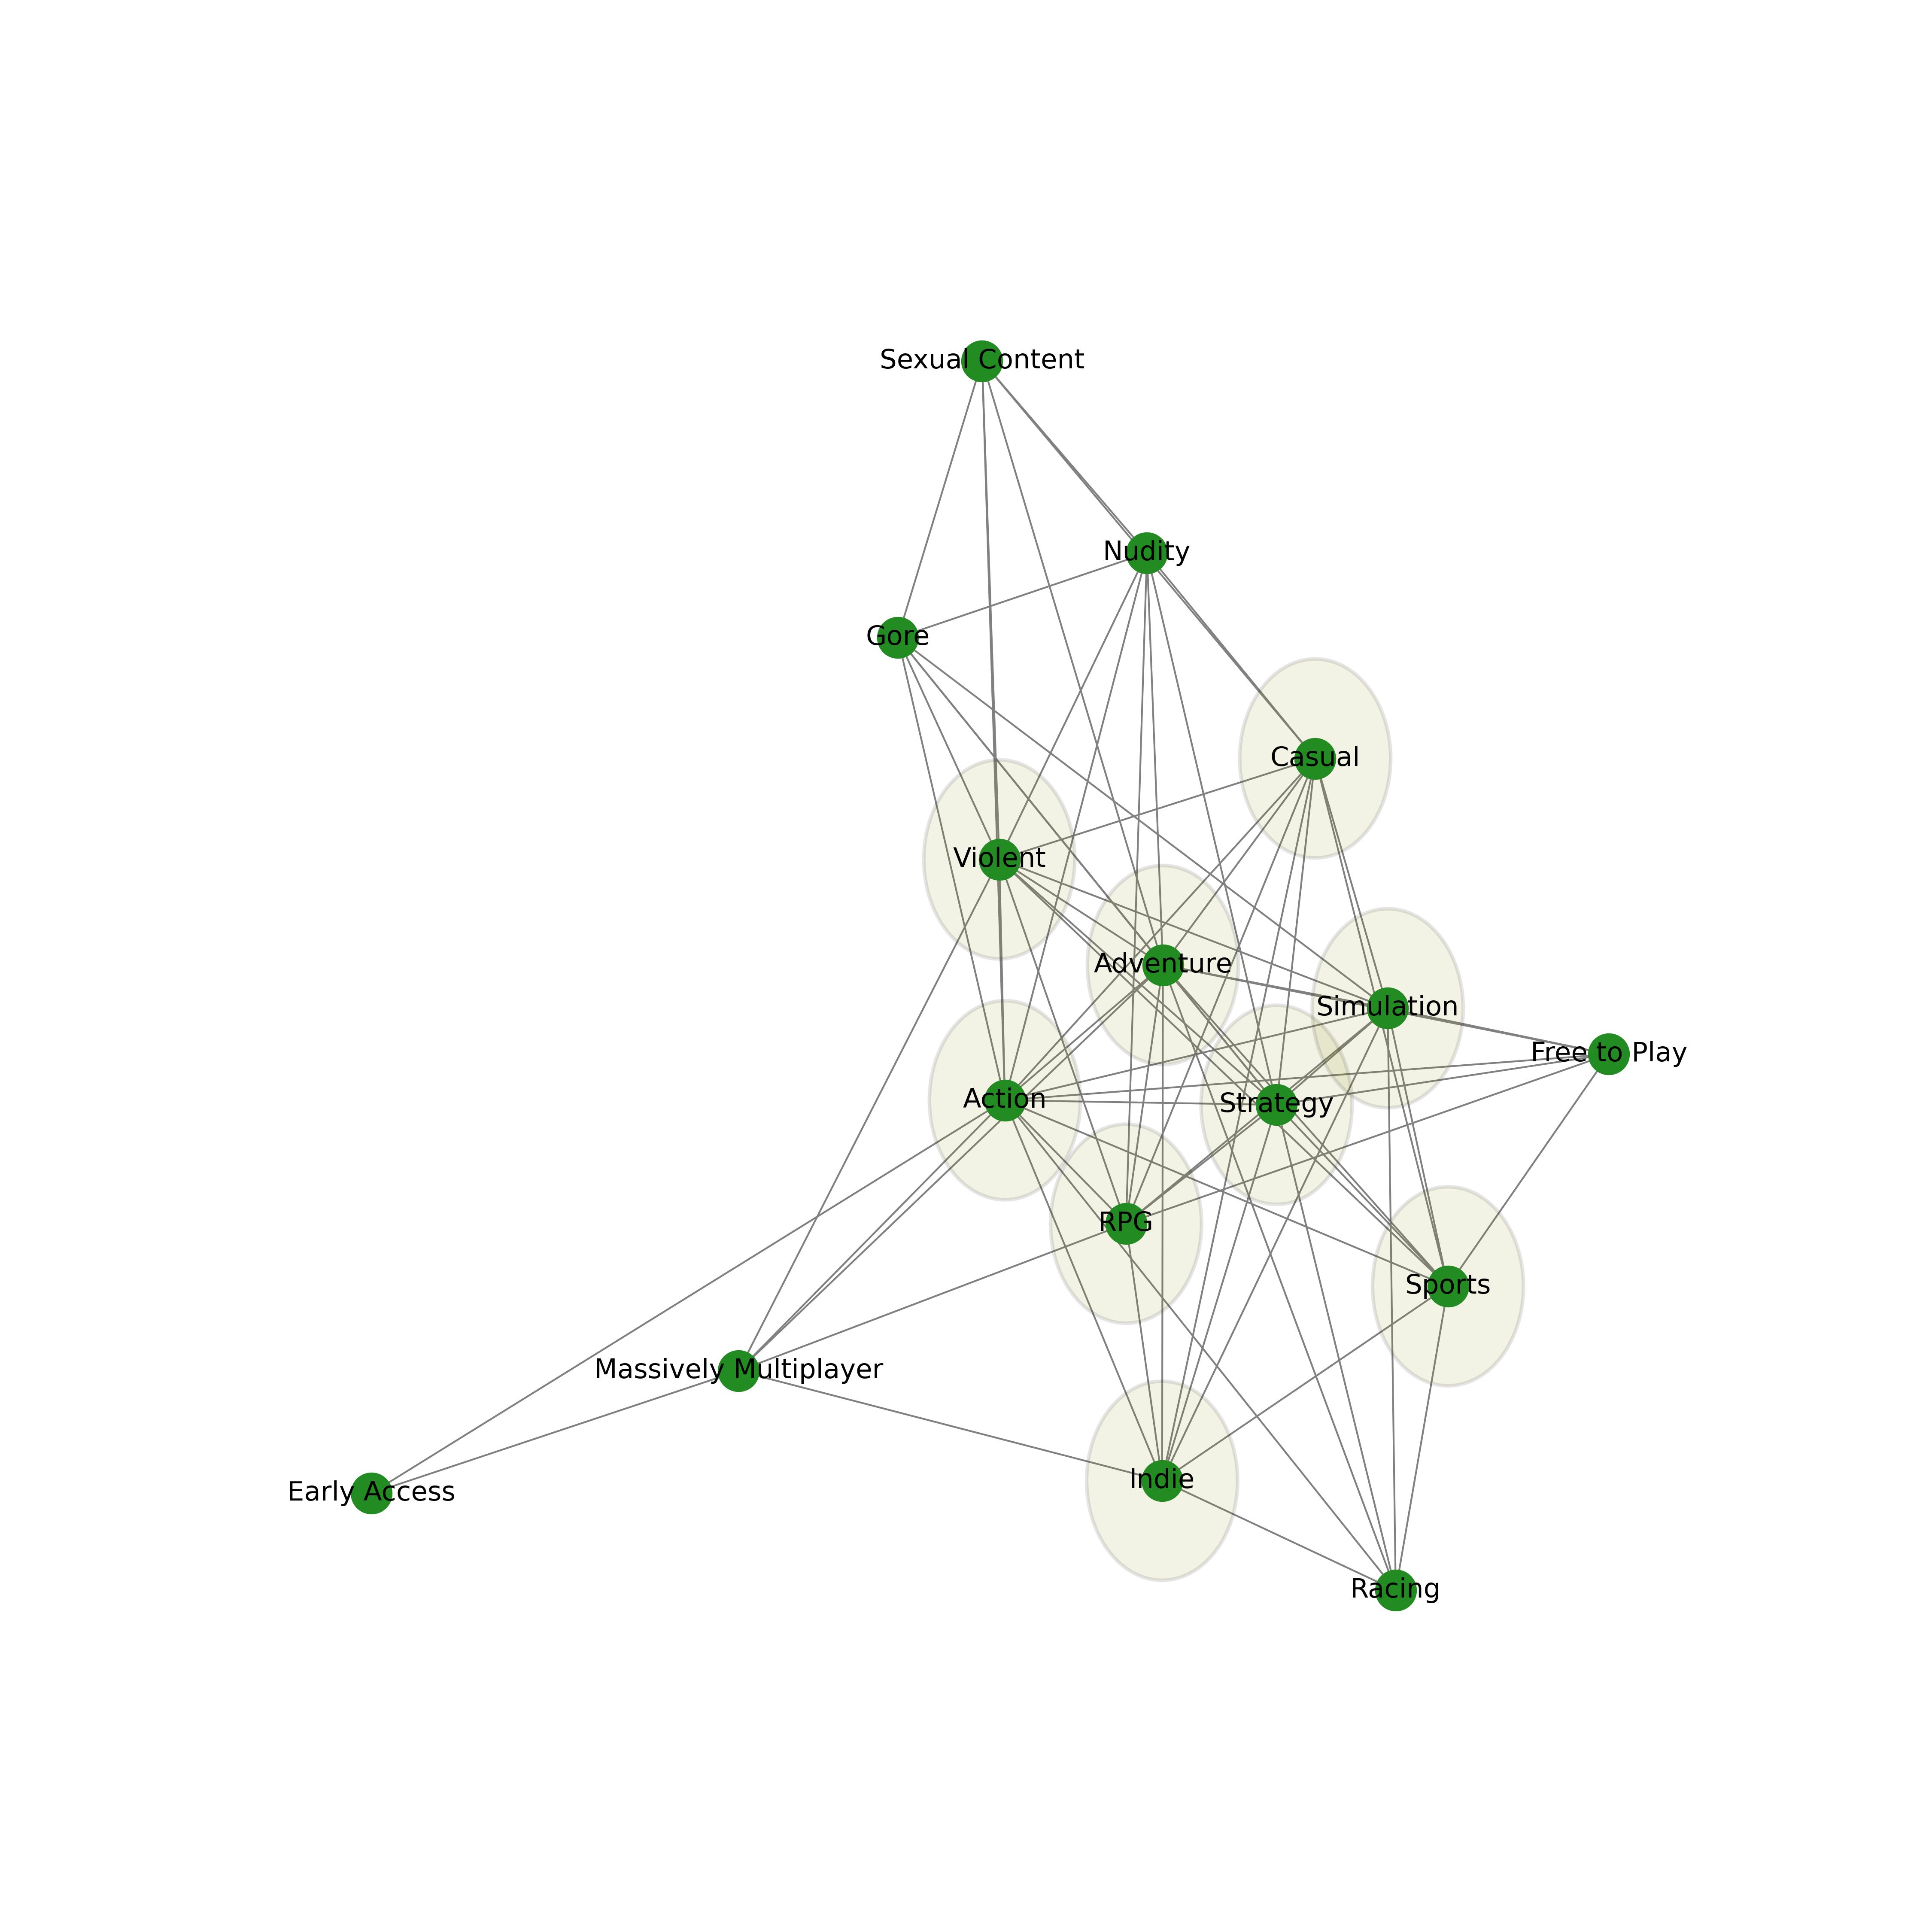 Sexual Content
Nudity
Gore
Casual
Violent
Adventure
Simulation
Free to Play
Action
Strategy
RPG
Sports
Massively Multiplayer
Indie
Early Access
Racing